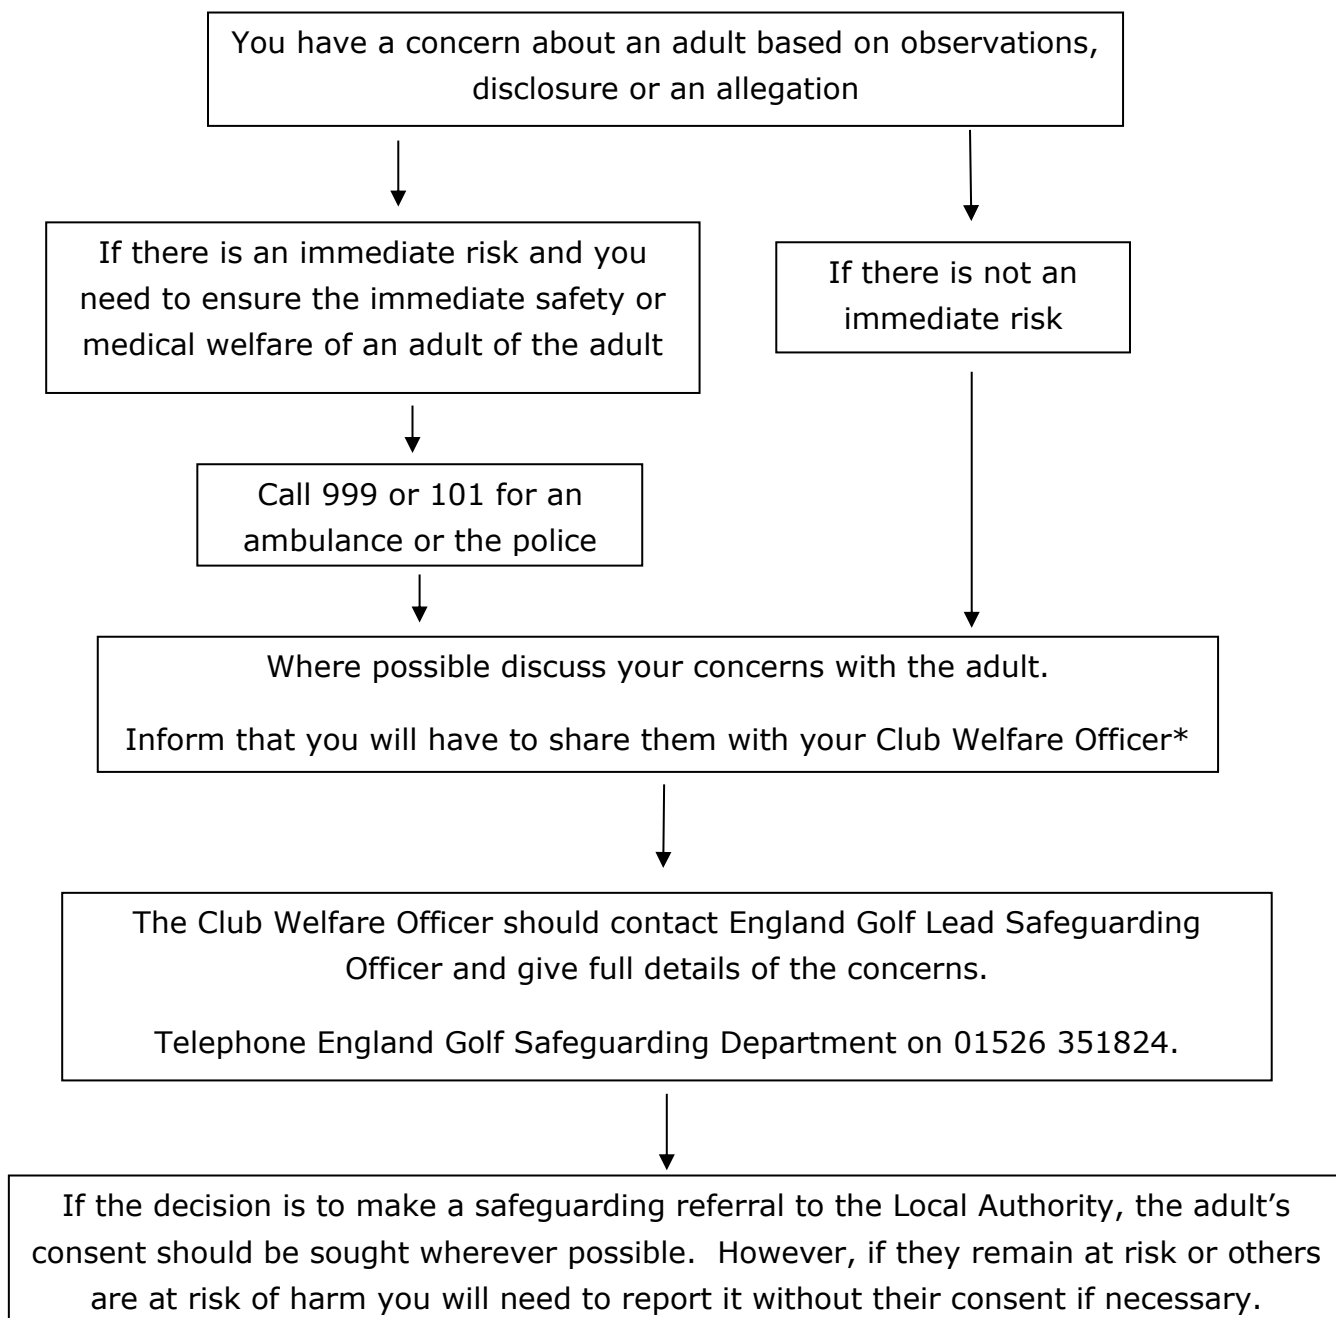 You have a concern about an adult based on observations,
disclosure or an allegation
If there is an immediate risk and you
need to ensure the immediate safety or
medical welfare of an adult of the adult
If there is not an
immediate risk
Call 999 or 101 for an
ambulance or the police
Where possible discuss your concerns with the adult.
Inform that you will have to share them with your Club Welfare Officer*
The Club Welfare Officer should contact England Golf Lead Safeguarding
Officer and give full details of the concerns.
Telephone England Golf Safeguarding Department on 01526 351824.
If the decision is to make a safeguarding referral to the Local Authority, the adult’s
consent should be sought wherever possible.  However, if they remain at risk or others
are at risk of harm you will need to report it without their consent if necessary.